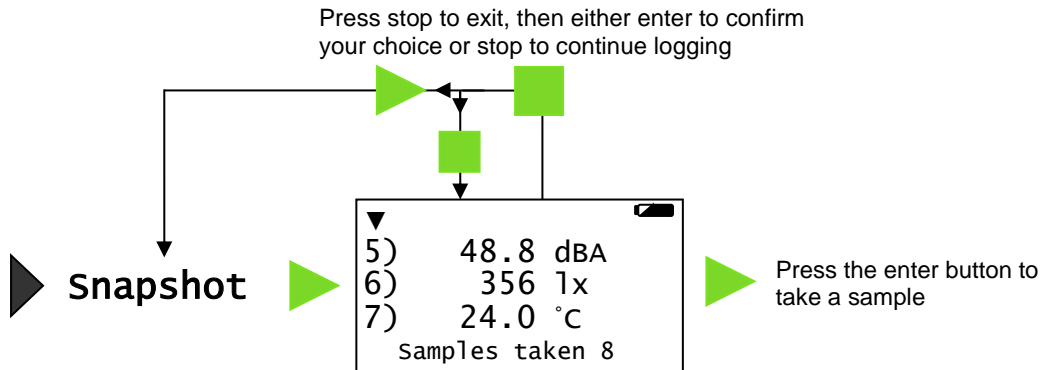 Press stop to exit, then either enter to confirm
your choice or stop to continue logging
Snapshot
5) 48.8 dBA
6) 356 lx
7) 24.0 °C
Samples taken 8
Press the enter button to
take a sample